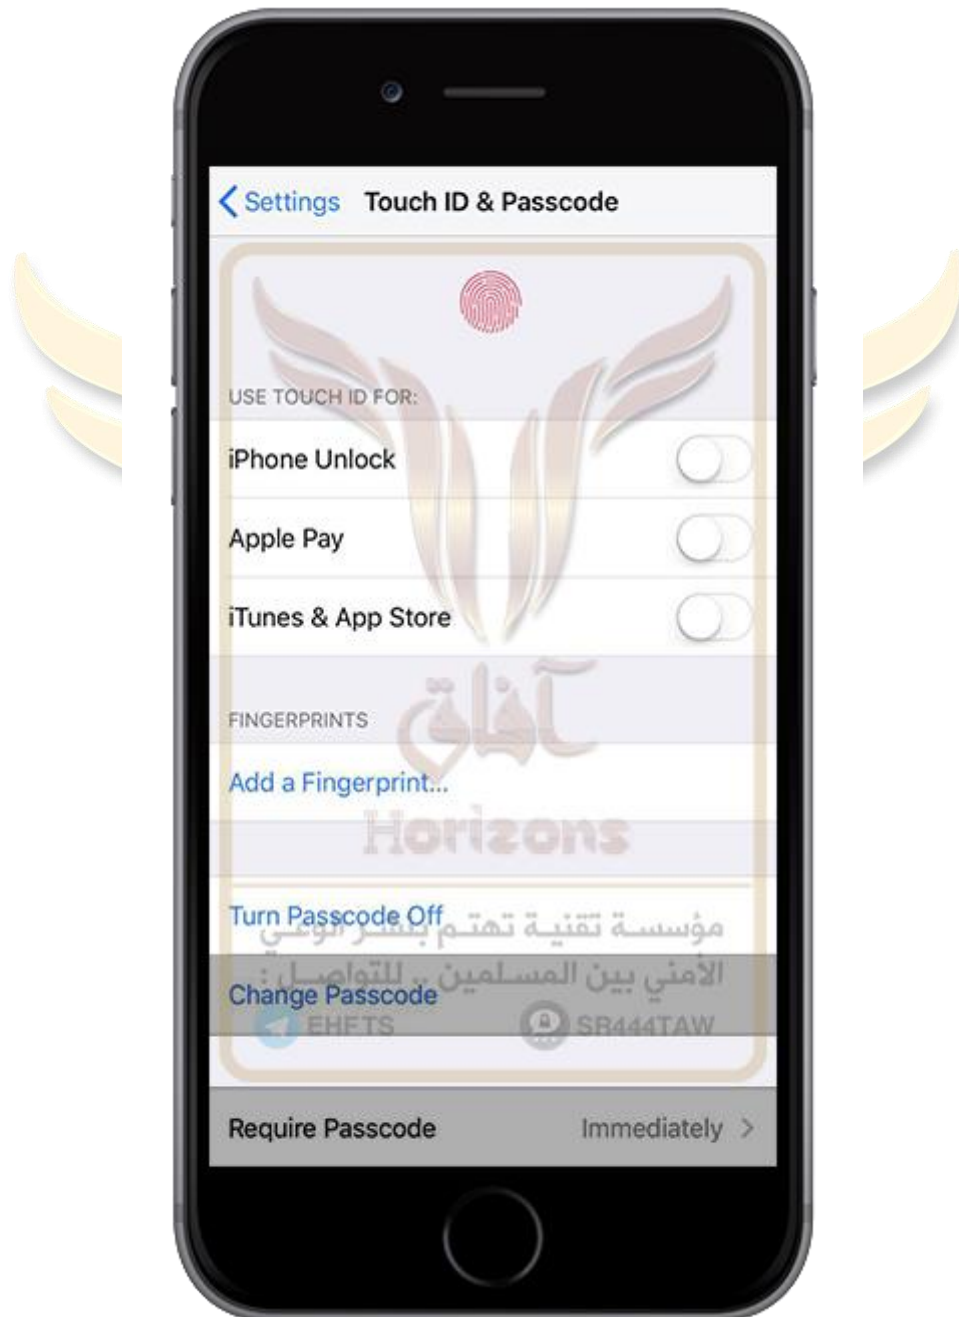 Settings Touch ID & Passcode
USE TOUCH ID FOR:
iPhone Unlock
Apple Pay
iTunes & App Store
آفاق
FINGERPRINTS
Add a Fingerprint...
Horizons
Turn Passcode Off
مؤسسة تقنية تهتم بنشر الوعي
الأمني بين المسلمين .. للتواصل :
Change Passcode
EHFTS SR444TAW
Require Passcode Immediately